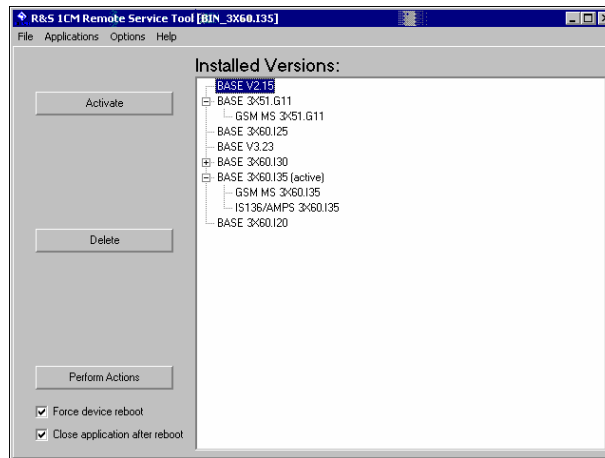 R&S 1CM Remote Service Tool [BIN_3X60.I35]
File Applications Options Help
Installed Versions:
Activate
Delete
Perform Actions
Force device reboot
Close application after reboot
BASE V2.15
BASE 3X51.G11
GSM MS 3X51.G11
BASE 3X60.I25
BASE V3.23
BASE 3X60.I30
BASE 3X60.I35 (active)
GSM MS 3X60.I35
IS136/AMPS 3X60.I35
BASE 3X60.I20